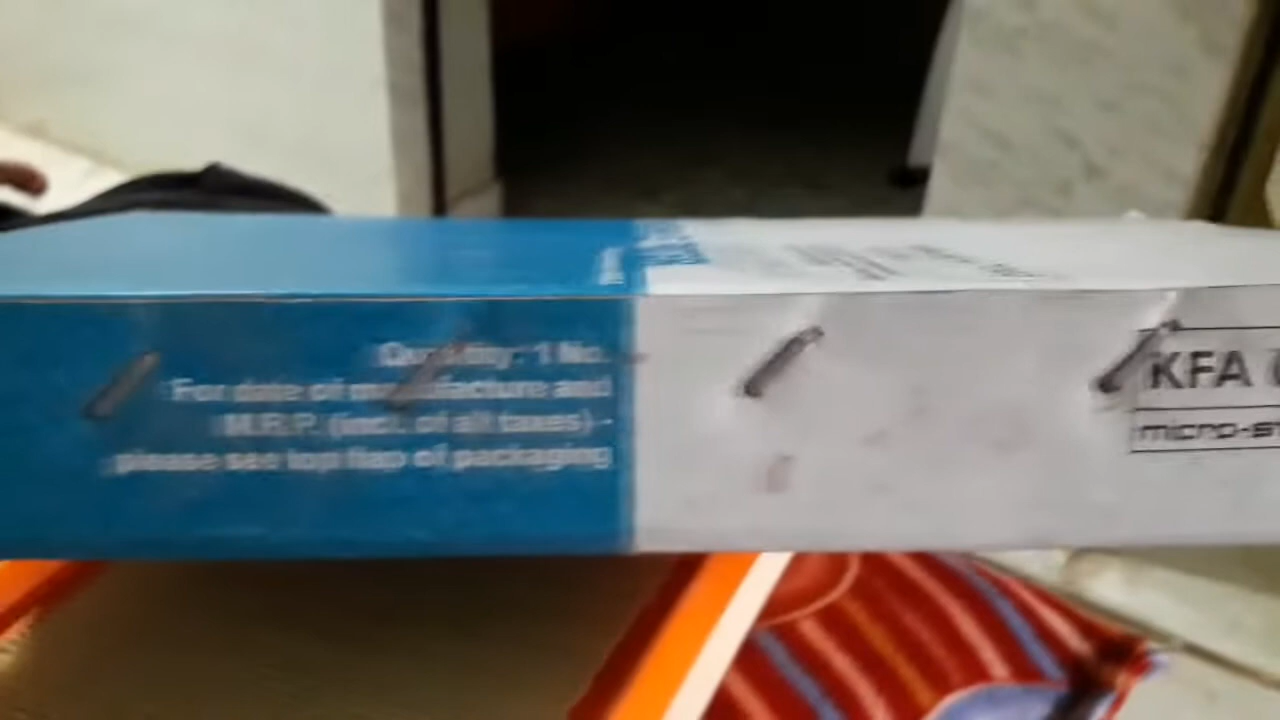 Quantity : 1 No.
For date of manufacture and
M.R.P. (incl. of all taxes) -
please see top flap of packaging
KFA
micro-s